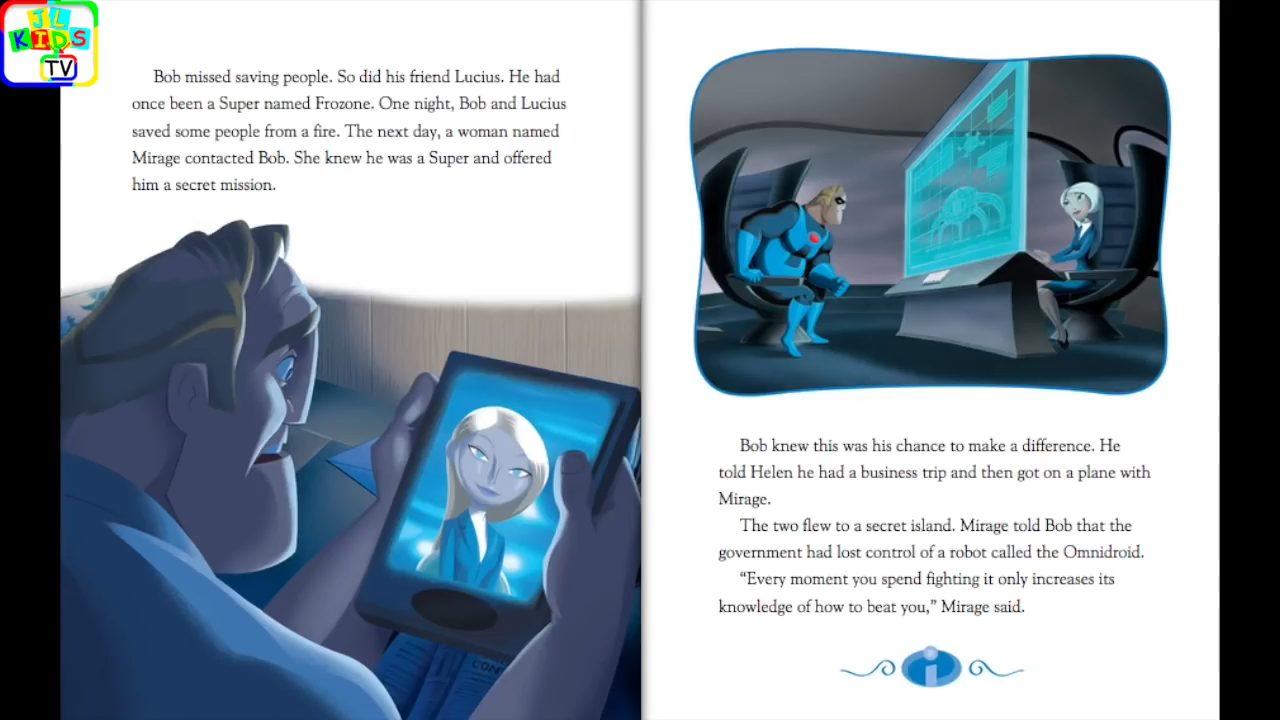 JL
KIDS
TV
Bob missed saving people. So did his friend Lucius. He had
once been a Super named Frozone. One night, Bob and Lucius
saved some people from a fire. The next day, a woman named
Mirage contacted Bob. She knew he was a Super and offered
him a secret mission.
Bob knew this was his chance to make a difference. He
told Helen he had a business trip and then got on a plane with
Mirage.
The two flew to a secret island. Mirage told Bob that the
government had lost control of a robot called the Omnidroid.
“Every moment you spend fighting it only increases its
knowledge of how to beat you,” Mirage said.
i